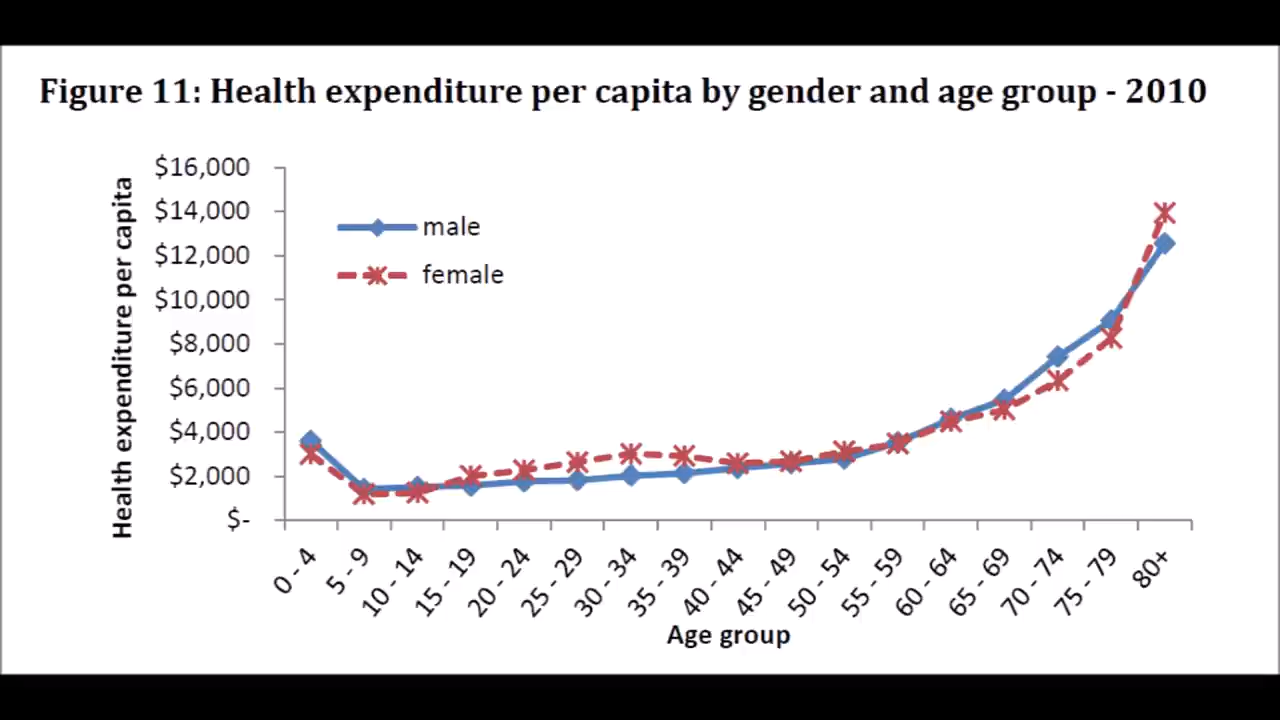 Figure 11: Health expenditure per capita by gender and age group - 2010
Health expenditure per capita
$16,000
$14,000
$12,000
$10,000
$8,000
$6,000
$4,000
$2,000
$-
male
female
0 - 4
5 - 9
10 - 14
15 - 19
20 - 24
25 - 29
30 - 34
35 - 39
40 - 44
45 - 49
50 - 54
55 - 59
60 - 64
65 - 69
70 - 74
75 - 79
80+
Age group